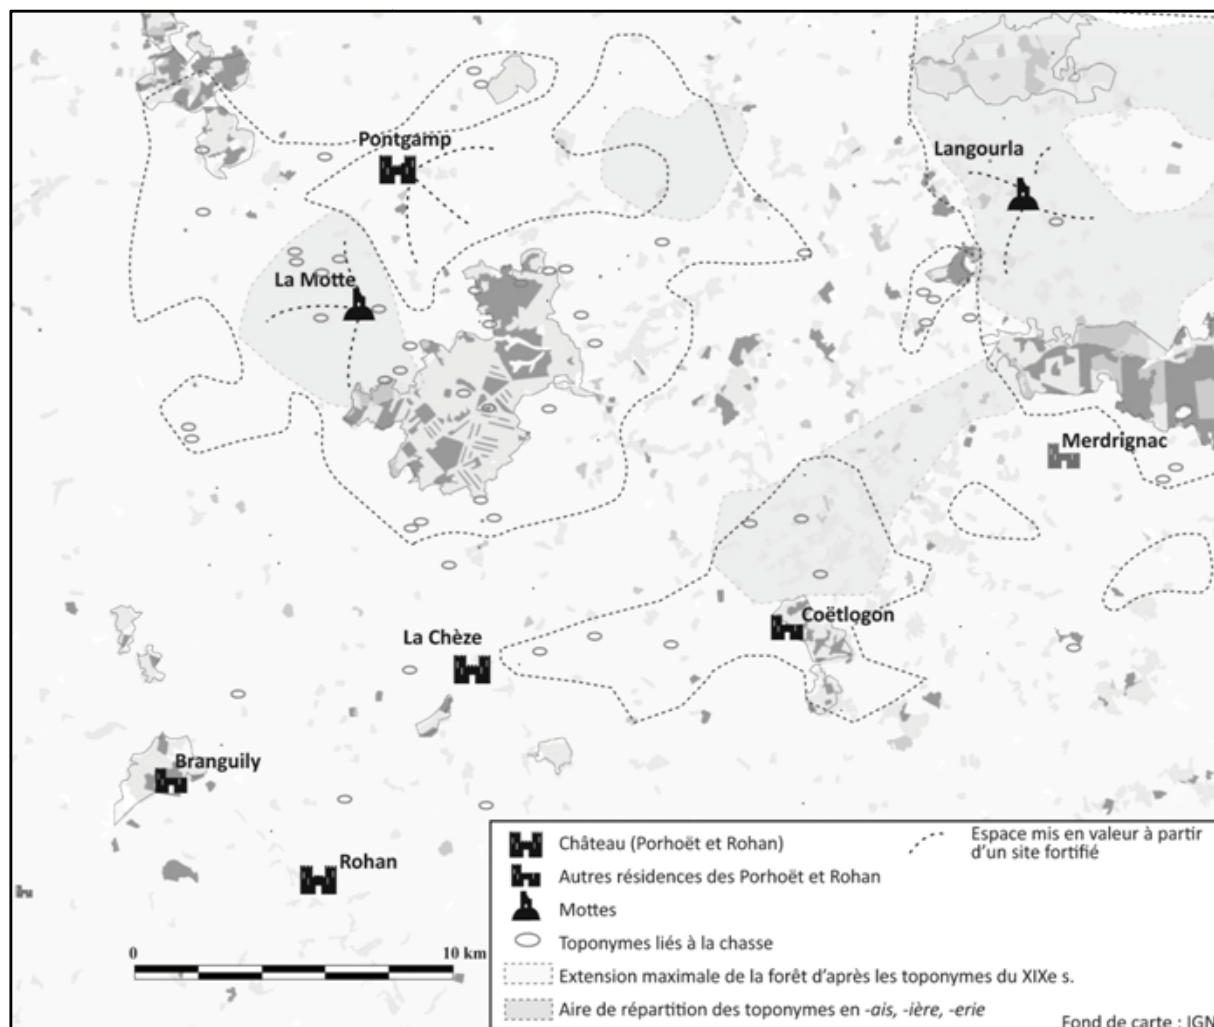 Pontgamp
Langourla
La Motte
Merdrignac
Coëtlogon
La Chèze
Branguily
Rohan
0 10 km
Château (Porhoët et Rohan)
Autres résidences des Porhoët et Rohan
Mottes
Toponymes liés à la chasse
Extension maximale de la forêt d'après les toponymes du XIXe s.
Aire de répartition des toponymes en -ais, -ière, -erie
Espace mis en valeur à partir
d'un site fortifié
Fond de carte : IGN